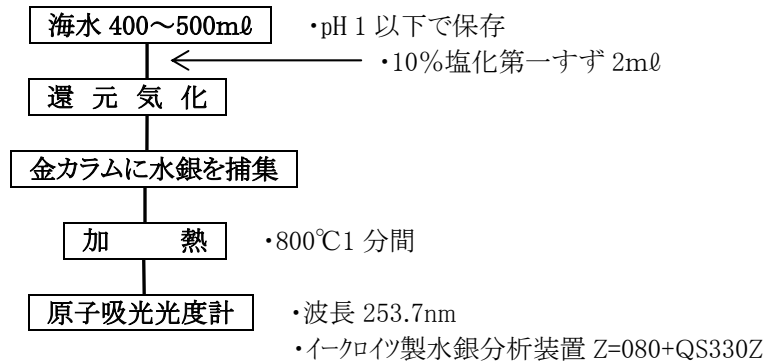 海水 400～500mℓ ・pH 1 以下で保存
・10％塩化第一すず 2mℓ
還 元 気 化
金カラムに水銀を捕集
加 熱 ・800℃1 分間
原子吸光光度計 ・波長 253.7nm
・イークロイツ製水銀分析装置 Z=080+QS330Z